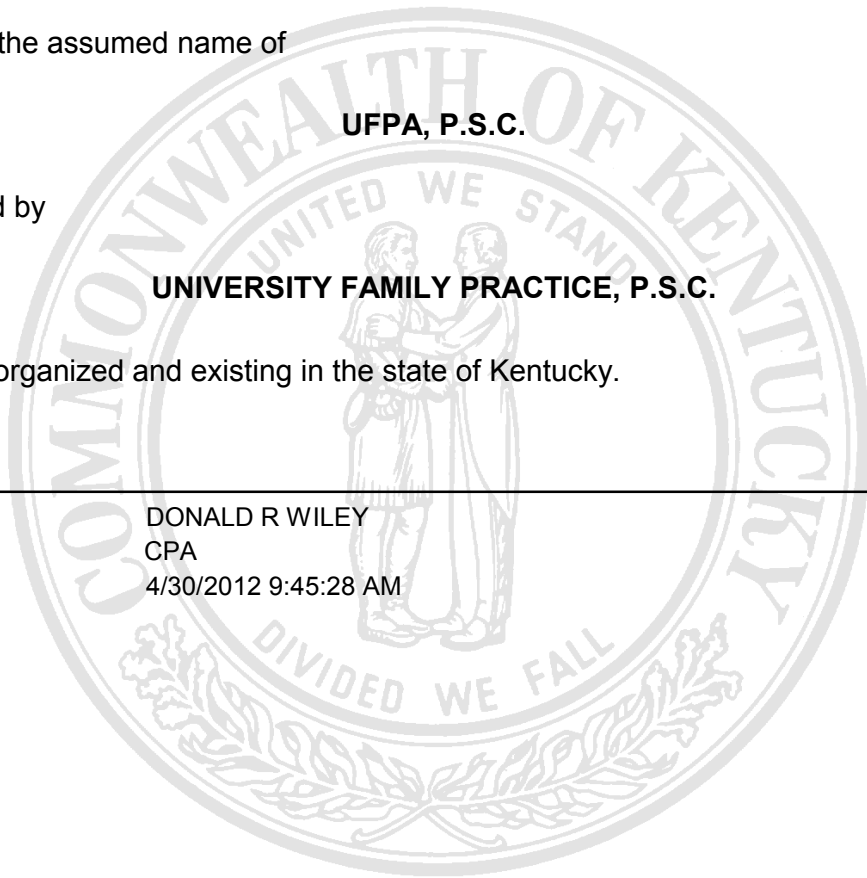 the assumed name of
UFPA, P.S.C.
d by
UNIVERSITY FAMILY PRACTICE, P.S.C.
organized and existing in the state of Kentucky.
DONALD R WILEY
CPA
4/30/2012 9:45:28 AM
COMMONWEALTH OF KENTUCKY
UNITED WE STAND
DIVIDED WE FALL